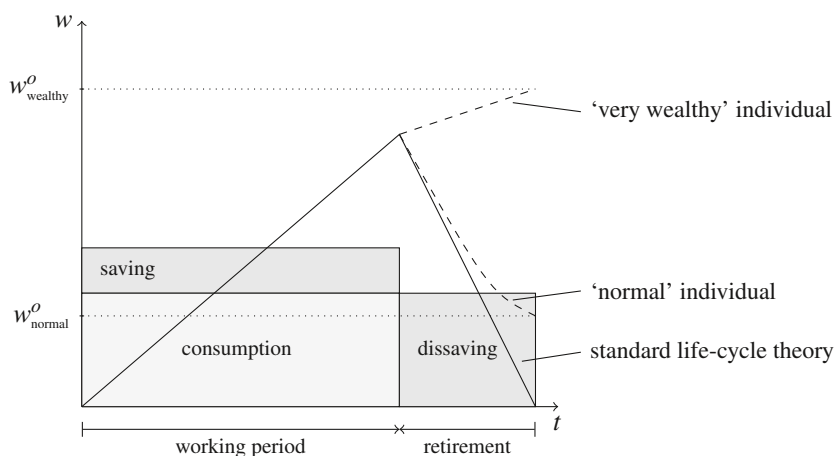 w
w^o_wealthy
'very wealthy' individual
saving
'normal' individual
w^o_normal
consumption
dissaving
standard life-cycle theory
t
working period
retirement